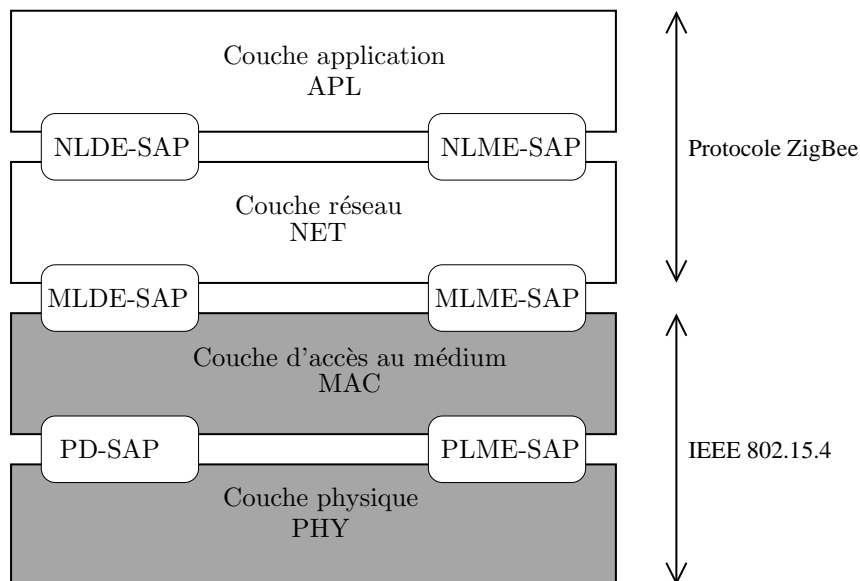 Couche application
APL
NLDE-SAP
NLME-SAP
Protocole ZigBee
Couche réseau
NET
MLDE-SAP
MLME-SAP
Couche d'accès au médium
MAC
PD-SAP
PLME-SAP
IEEE 802.15.4
Couche physique
PHY